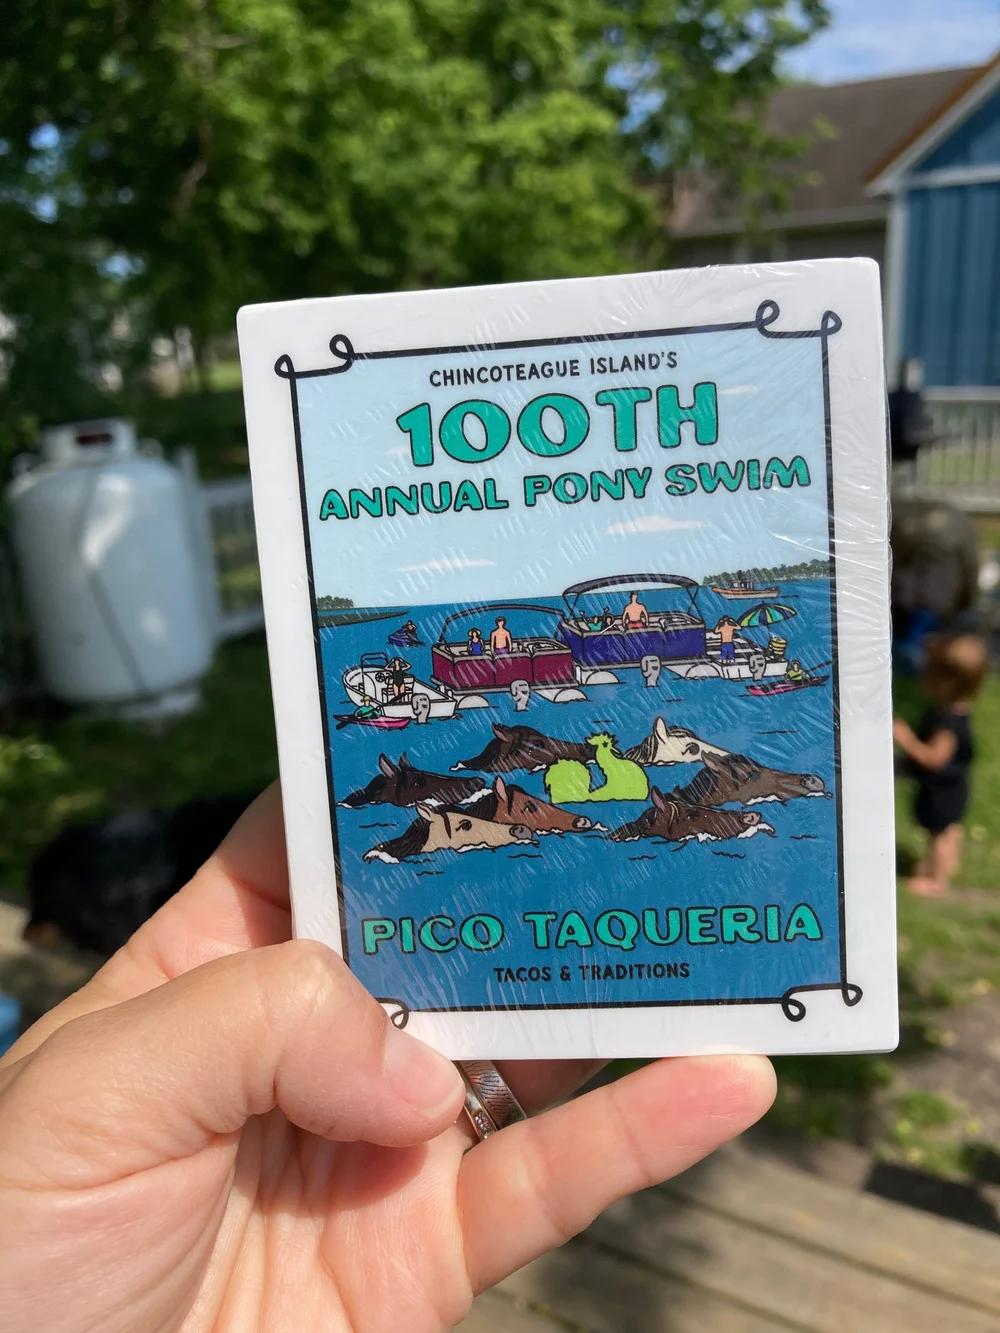 CHINCOTEAGUE ISLAND'S
100TH
ANNUAL PONY SWIM
PICO TAQUERIA
TACOS & TRADITIONS